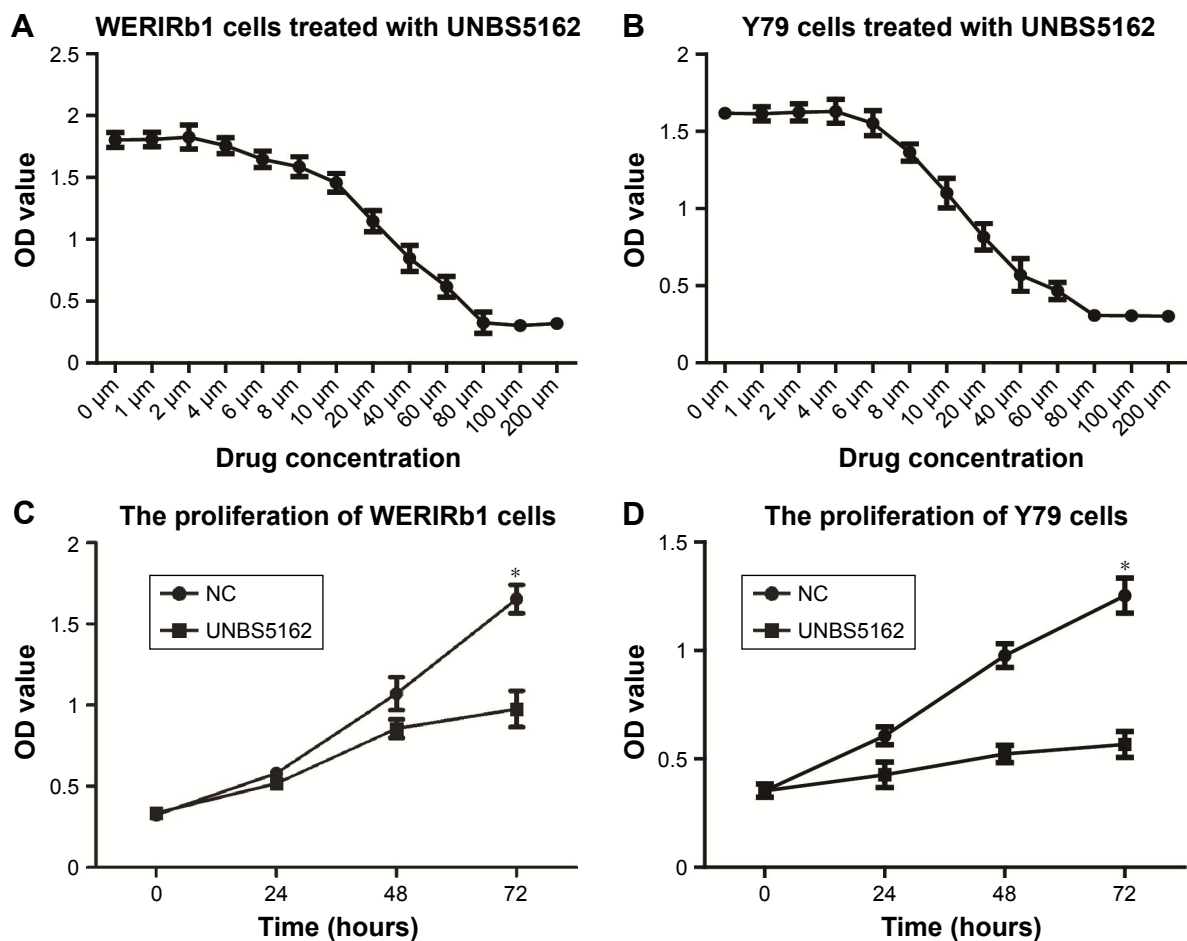 A
WERIRb1 cells treated with UNBS5162
2.5
2
1.5
1
0.5
0
OD value
0 μm
1 μm
2 μm
4 μm
6 μm
8 μm
10 μm
20 μm
40 μm
60 μm
80 μm
100 μm
200 μm
Drug concentration
B
Y79 cells treated with UNBS5162
2
1.5
1
0.5
0
OD value
0 μm
1 μm
2 μm
4 μm
6 μm
8 μm
10 μm
20 μm
40 μm
60 μm
80 μm
100 μm
200 μm
Drug concentration
C
The proliferation of WERIRb1 cells
2
1.5
1
0.5
0
OD value
NC
UNBS5162
*
0
24
48
72
Time (hours)
D
The proliferation of Y79 cells
1.5
1
0.5
0
OD value
NC
UNBS5162
*
0
24
48
72
Time (hours)